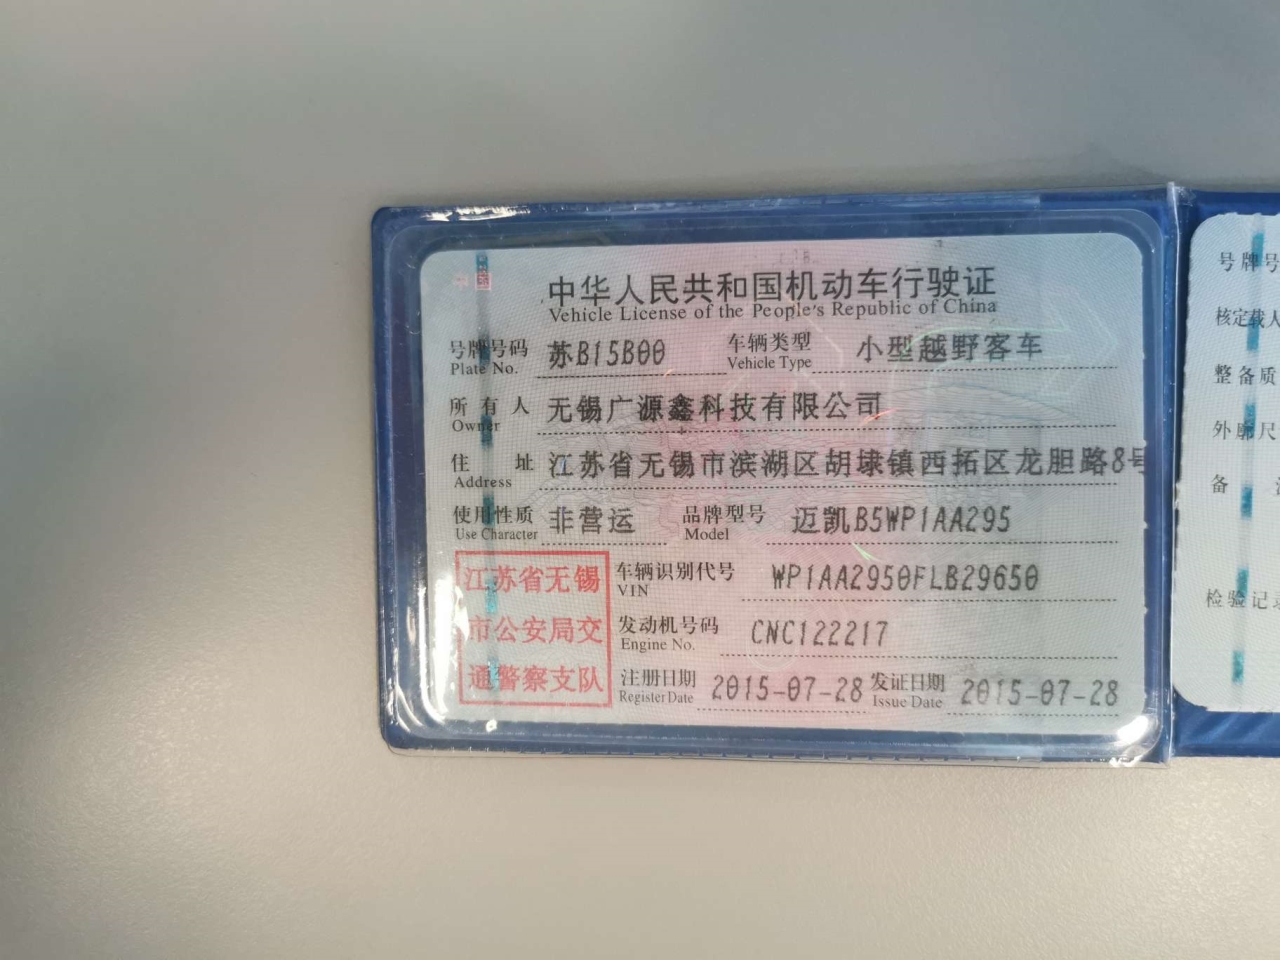 中华人民共和国机动车行驶证
Vehicle License of the People's Republic of China
号牌号码 苏B15B00 车辆类型 小型越野客车
Plate No. Vehicle Type
所有人 无锡广源鑫科技有限公司
Owner
住址 江苏省无锡市滨湖区胡埭镇西拓区龙胆路8号
Address
使用性质 非营运 品牌型号 迈凯B5WP1AA295
Use Character Model
江苏省无锡
市公安局交
通警察支队
车辆识别代号 WP1AA2950FLB29650
VIN
发动机号码 CNC122217
Engine No.
注册日期 2015-07-28 发证日期 2015-07-28
Register Date Issue Date
号牌号
核定载人
整备质
外廓尺
备
检验记录